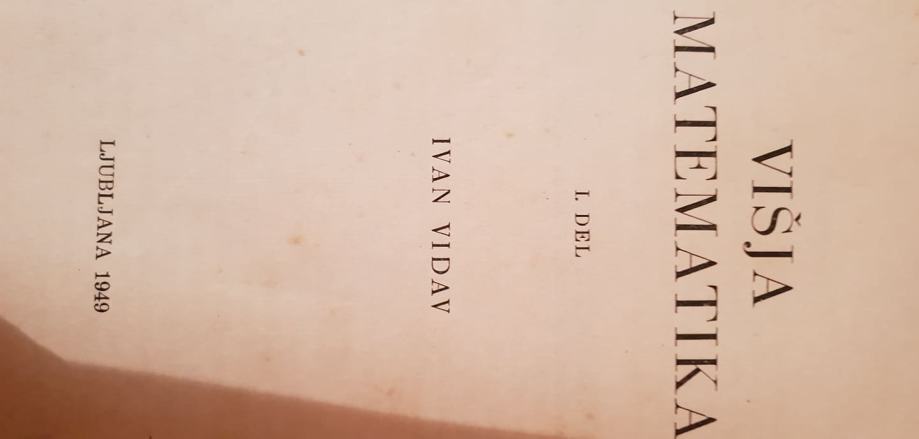 VIŠJA
MATEMATIKA
I. DEL
IVAN VIDAV
LJUBLJANA 1949